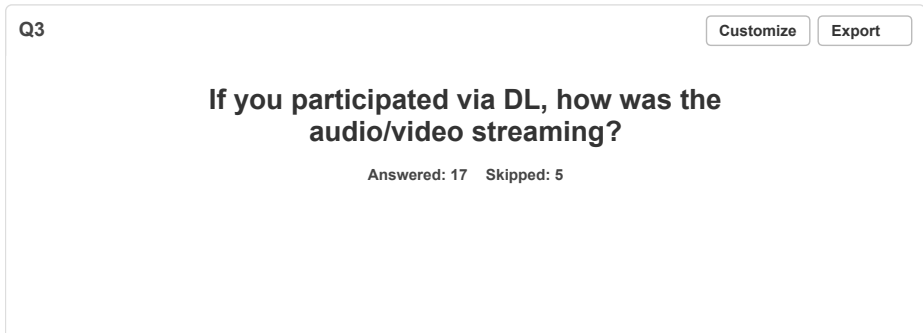 Q3
Customize
Export
If you participated via DL, how was the
audio/video streaming?
Answered: 17 Skipped: 5